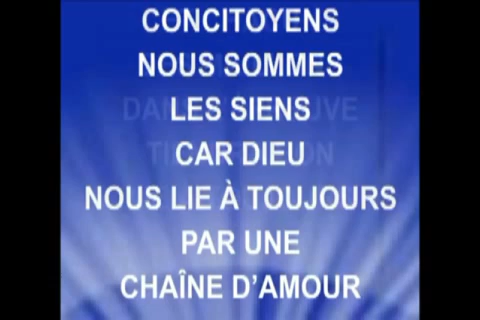 CONCITOYENS
NOUS SOMMES
LES SIENS
CAR DIEU
NOUS LIE À TOUJOURS
PAR UNE
CHAÎNE D'AMOUR